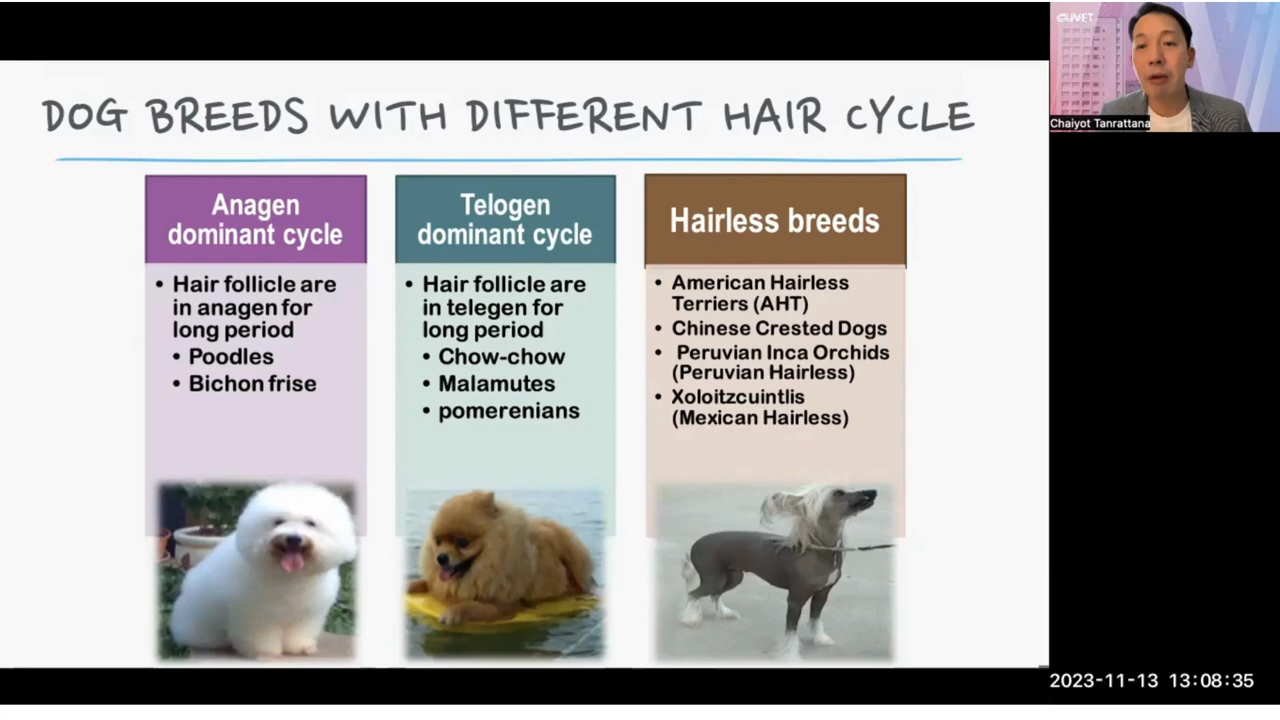 CUVET
Chaiyot Tanrattana
DOG BREEDS WITH DIFFERENT HAIR CYCLE
Anagen
dominant cycle
• Hair follicle are
in anagen for
long period
• Poodles
• Bichon frise
Telogen
dominant cycle
• Hair follicle are
in telegen for
long period
• Chow-chow
• Malamutes
• pomerenians
Hairless breeds
• American Hairless
Terriers (AHT)
• Chinese Crested Dogs
• Peruvian Inca Orchids
(Peruvian Hairless)
• Xoloitzcuintlis
(Mexican Hairless)
2023-11-13 13:08:35